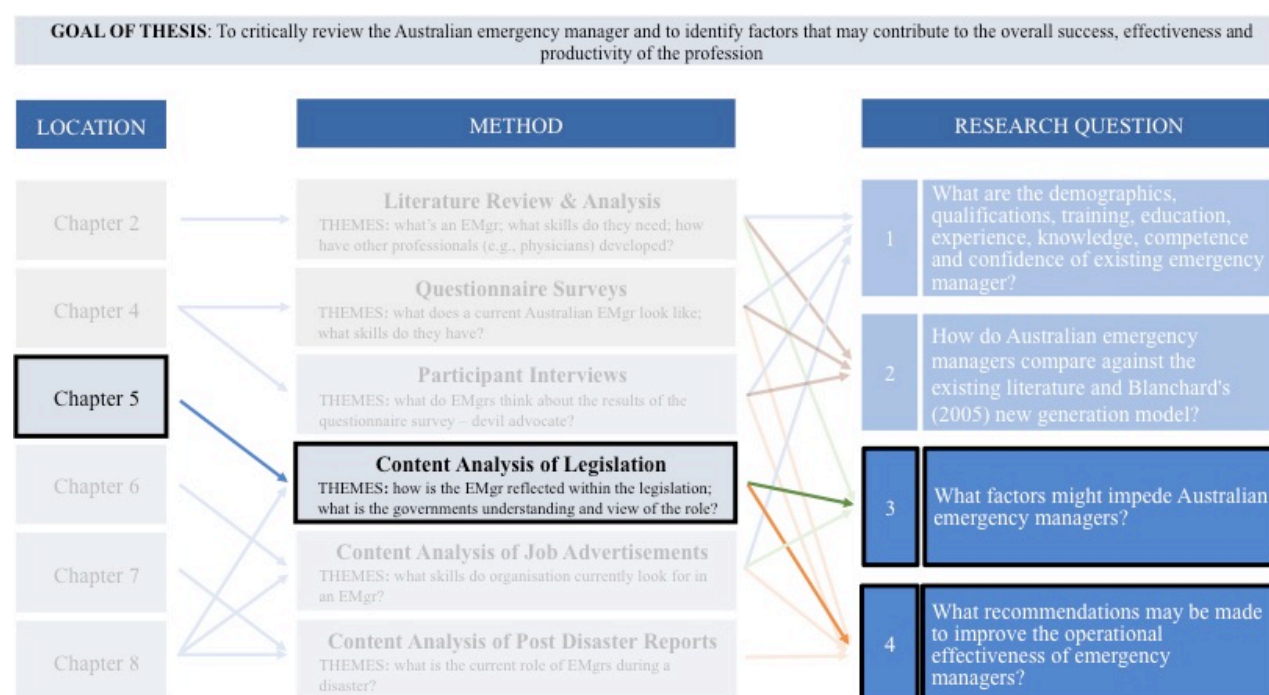 GOAL OF THESIS: To critically review the Australian emergency manager and to identify factors that may contribute to the overall success, effectiveness and
productivity of the profession
LOCATION
METHOD
RESEARCH QUESTION
Chapter 2
Chapter 4
Chapter 5
Chapter 6
Chapter 7
Chapter 8
Literature Review & Analysis
THEMES: what's an EMgr; what skills do they need; how
have other professionals (e.g., physicians) developed?
Questionnaire Surveys
THEMES: what does a current Australian EMgr look like;
what skills do they have?
Participant Interviews
THEMES: what do EMgrs think about the results of the
questionnaire survey – devil advocate?
Content Analysis of Legislation
THEMES: how is the EMgr reflected within the legislation;
what is the governments understanding and view of the role?
Content Analysis of Job Advertisements
THEMES: what skills do organisation currently look for in
an EMgr?
Content Analysis of Post Disaster Reports
THEMES: what is the current role of EMgrs during a
disaster?
1
What are the demographics,
qualifications, training, education,
experience, knowledge, competence
and confidence of existing emergency
manager?
2
How do Australian emergency
managers compare against the
existing literature and Blanchard's
(2005) new generation model?
3
What factors might impede Australian
emergency managers?
4
What recommendations may be made
to improve the operational
effectiveness of emergency
managers?